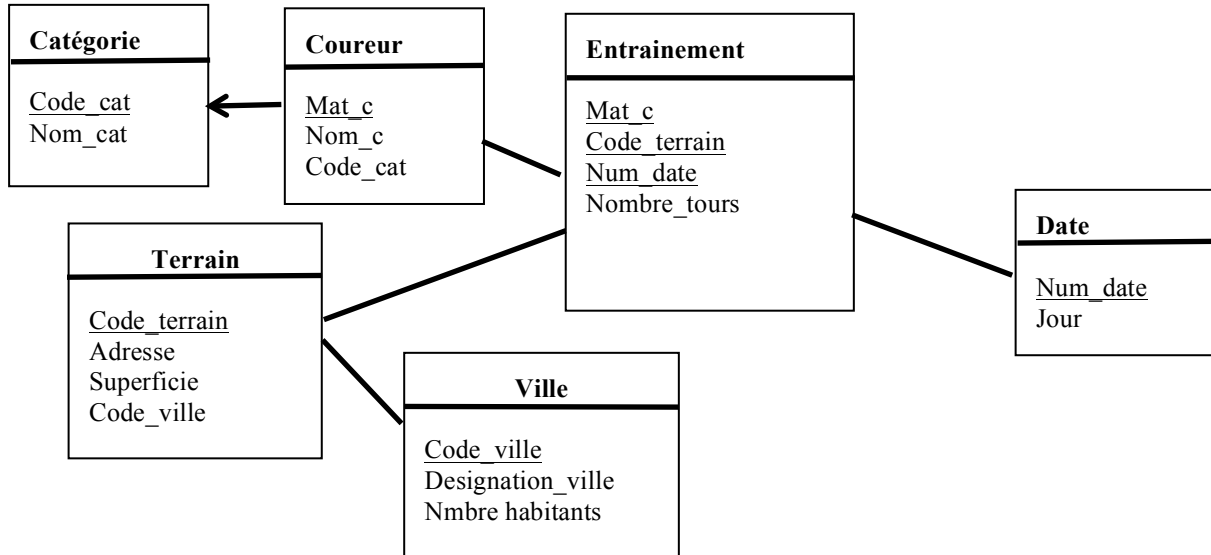 Catégorie
Code_cat
Nom_cat
Coureur
Mat_c
Nom_c
Code_cat
Entrainement
Mat_c
Code_terrain
Num_date
Nombre_tours
Date
Num_date
Jour
Terrain
Code_terrain
Adresse
Superficie
Code_ville
Ville
Code_ville
Designation_ville
Nmbre habitants